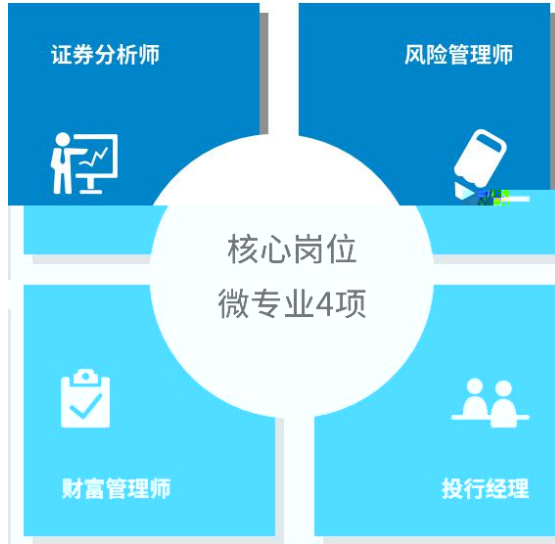 证券分析师
风险管理师
核心岗位
微专业4项
财富管理师
投行经理